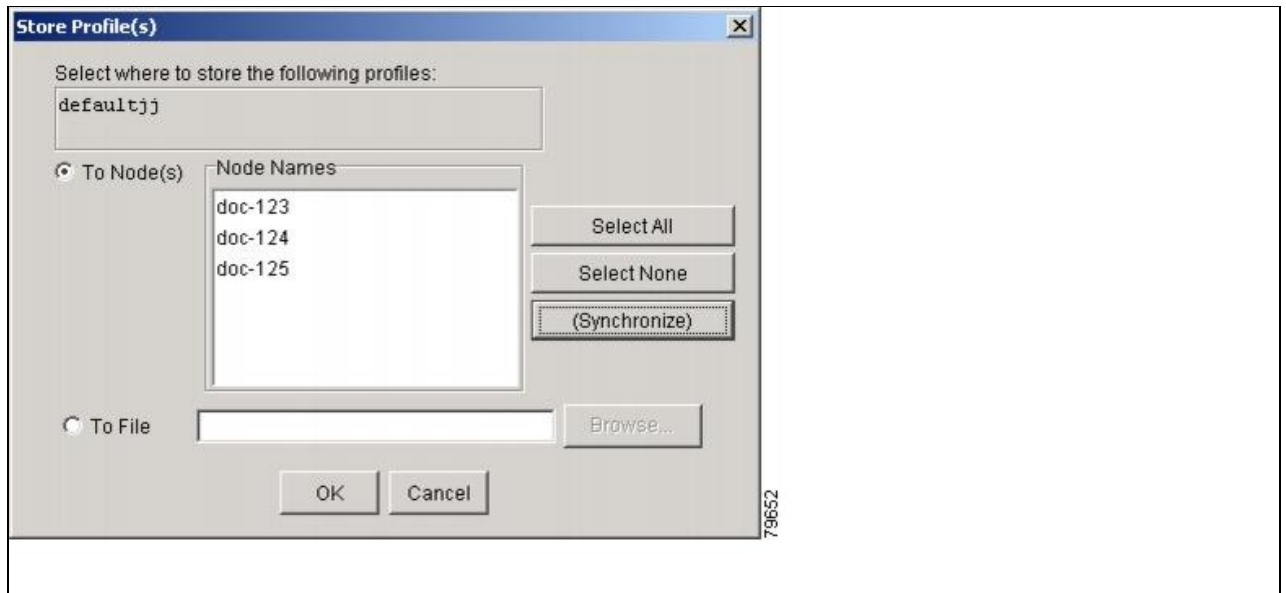 Store Profile(s)
Select where to store the following profiles:
defaultjj
To Node(s)
Node Names
doc-123
doc-124
doc-125
Select All
Select None
(Synchronize)
To File
Browse...
OK
Cancel
79652